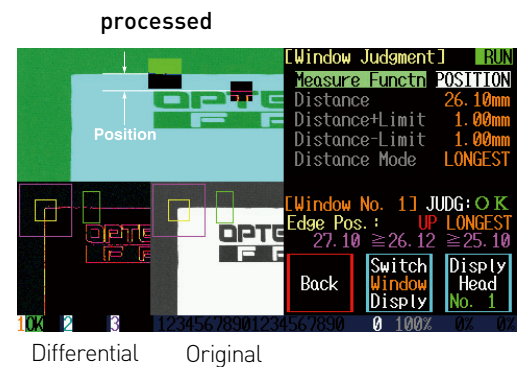 processed
[Window Judgment] RUN
Measure Functn POSITION
Distance 26.10mm
Distance+Limit 1.00mm
Distance-Limit 1.00mm
Distance Mode LONGEST
Position
[Window No. 1] JUDG:OK
Edge Pos.: UP LONGEST
27.10 ≧26.12 ≧25.10
Back
Switch
Window
Disply
Disply
Head
No. 1
1OK 2 3 12345678901234567890 0 100% 0% 0%
Differential Original